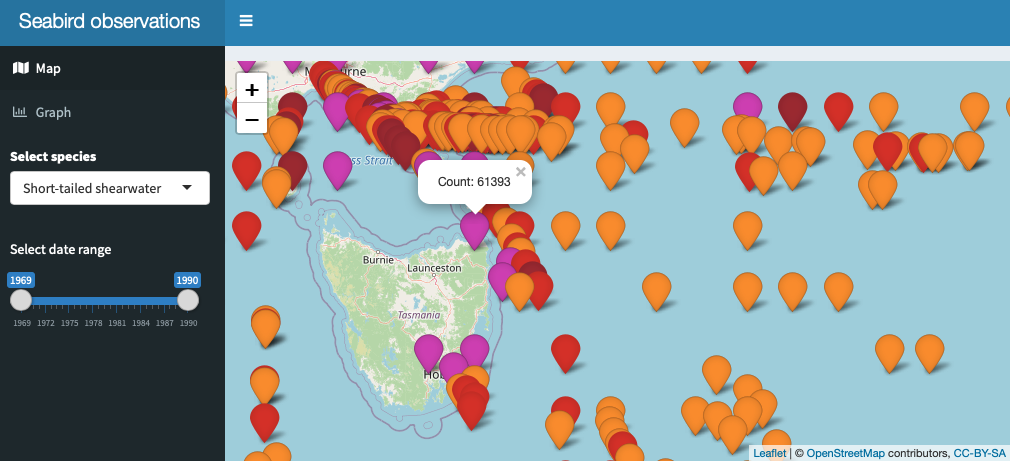 Seabird observations
Map
Graph
Select species
Short-tailed shearwater
Select date range
1969
1990
1969 1972 1975 1978 1981 1984 1987 1990
+
−
Count: 61393
×
Burnie
Launceston
Tasmania
Leaflet | © OpenStreetMap contributors, CC-BY-SA